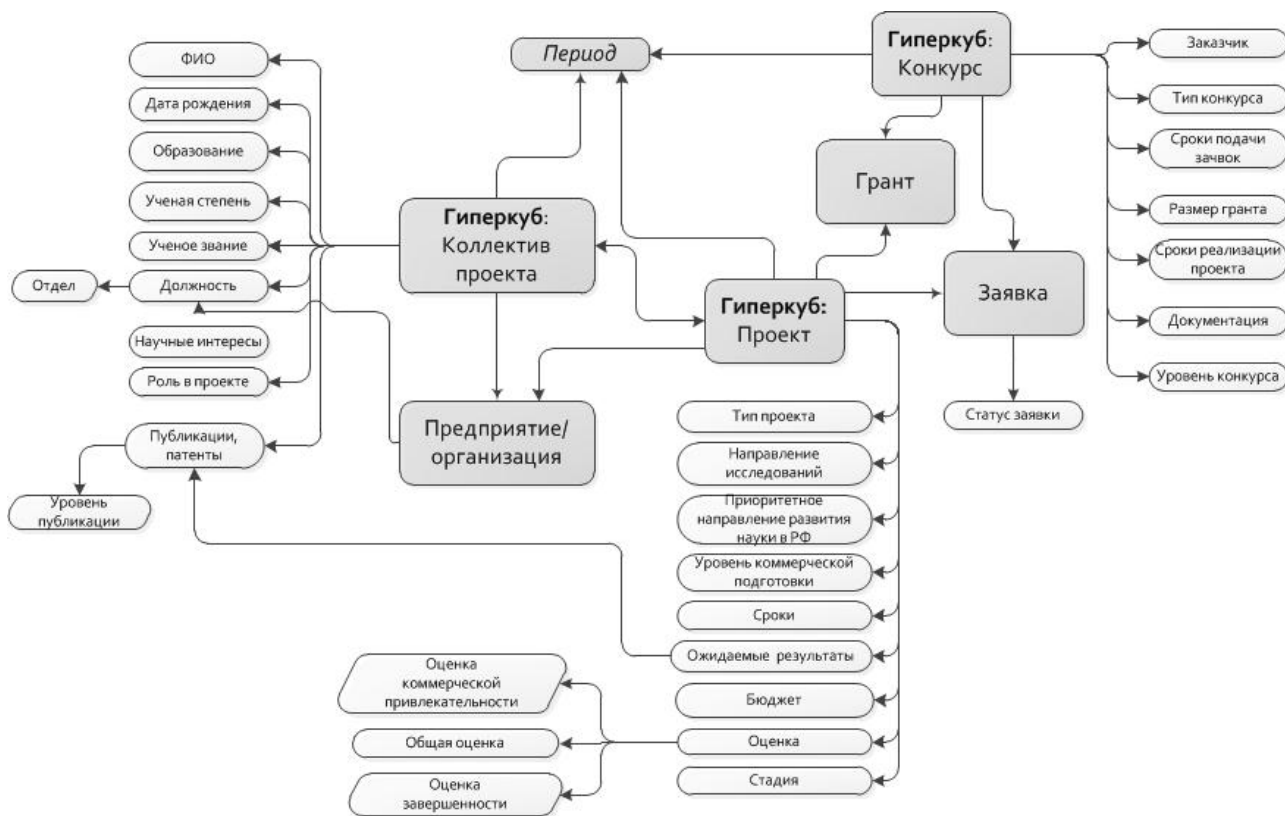 Период
Гиперкуб:
Конкурс
Заказчик
Тип конкурса
Сроки подачи
зачвок
Размер гранта
Сроки реализации
проекта
Документация
Уровень конкурса
Грант
Заявка
Статус заявки
ФИО
Дата рождения
Образование
Ученая степень
Ученое звание
Должность
Отдел
Научные интересы
Роль в проекте
Публикации,
патенты
Уровень
публикации
Гиперкуб:
Коллектив
проекта
Гиперкуб:
Проект
Предприятие/
организация
Тип проекта
Направление
исследований
Приоритетное
направление развития
науки в РФ
Уровень коммерческой
подготовки
Сроки
Ожидаемые результаты
Бюджет
Оценка
Стадия
Оценка
коммерческой
привлекательности
Общая оценка
Оценка
завершенности